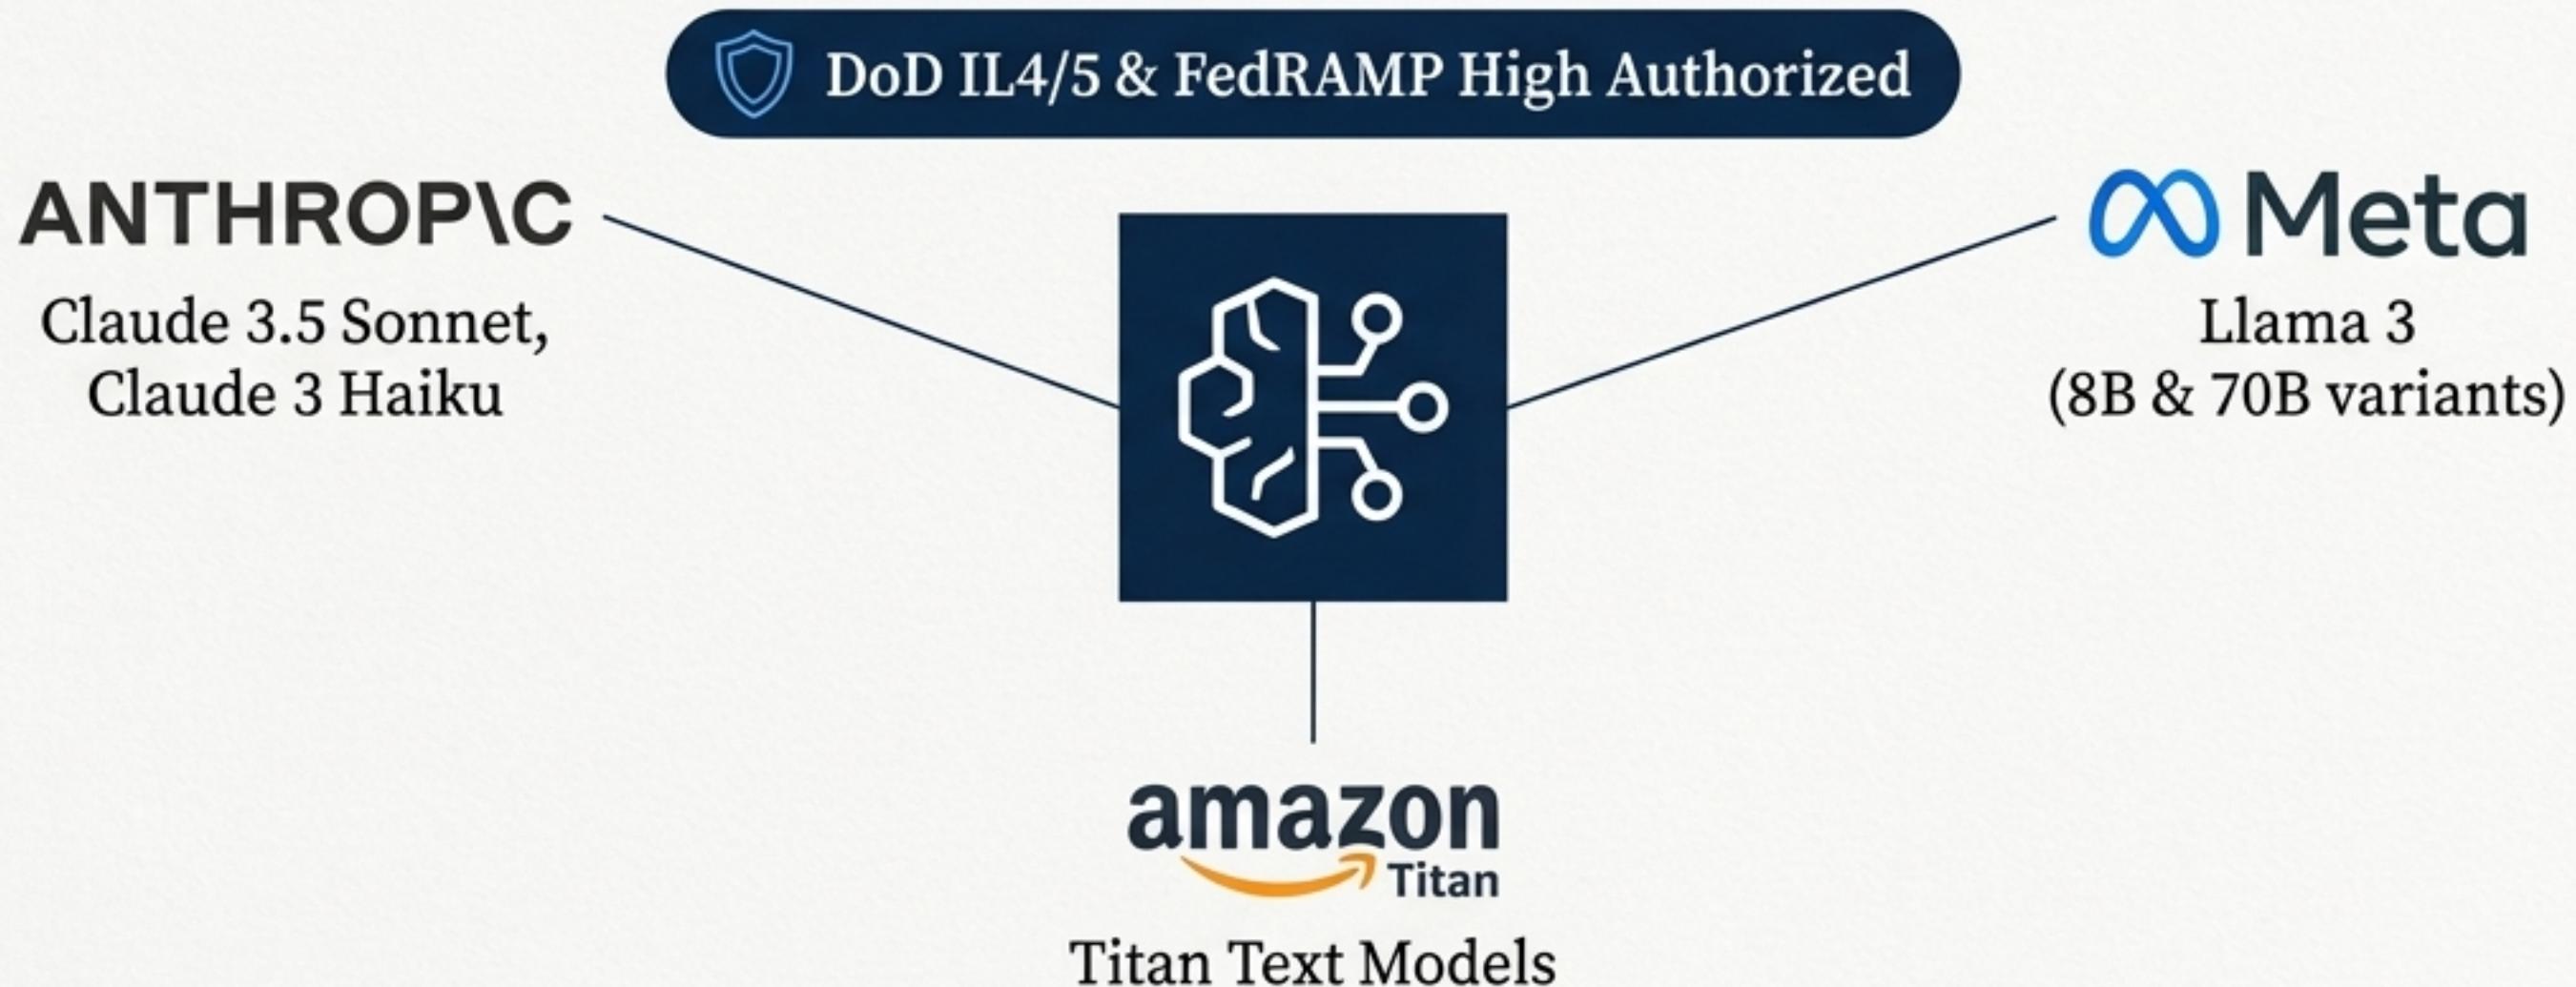 DoD IL4/5 & FedRAMP High Authorized
ANTHROP\C
Claude 3.5 Sonnet,
Claude 3 Haiku
Meta
Llama 3
(8B & 70B variants)
amazon
Titan
Titan Text Models